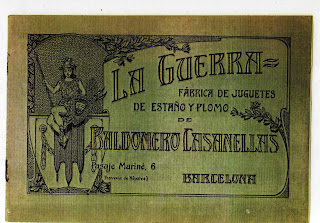 LA GUERRA
FÁBRICA DE JUGUETES
DE ESTAÑO Y PLOMO
DE
BALDOMERO CASANELLAS
Pasaje Mariné, 6
BARCELONA